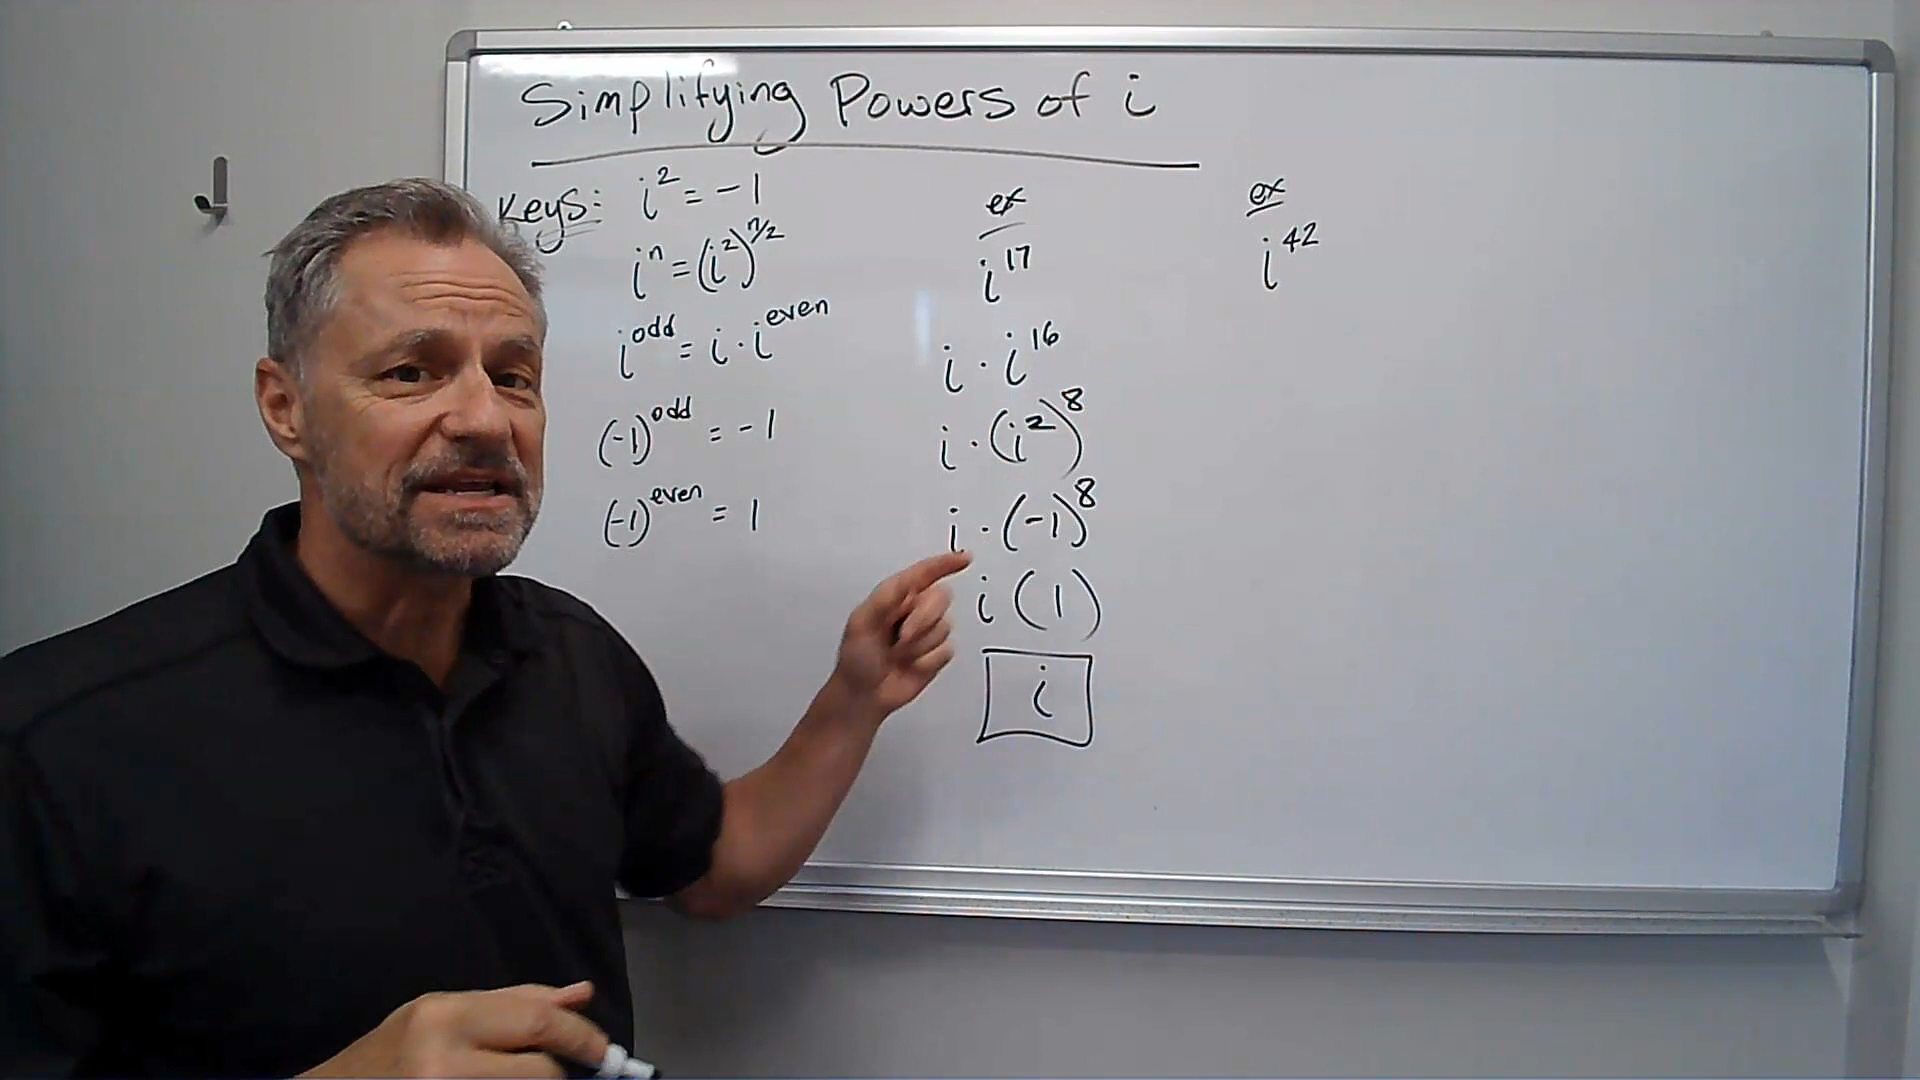 Simplifying Powers of i
Keys: i² = -1
iⁿ = (i²)^(n/2)
i^odd = i · i^even
(-1)^odd = -1
(-1)^even = 1
ex
i¹⁷
i · i¹⁶
i · (i²)⁸
i · (-1)⁸
i (1)
i
ex
i⁴²